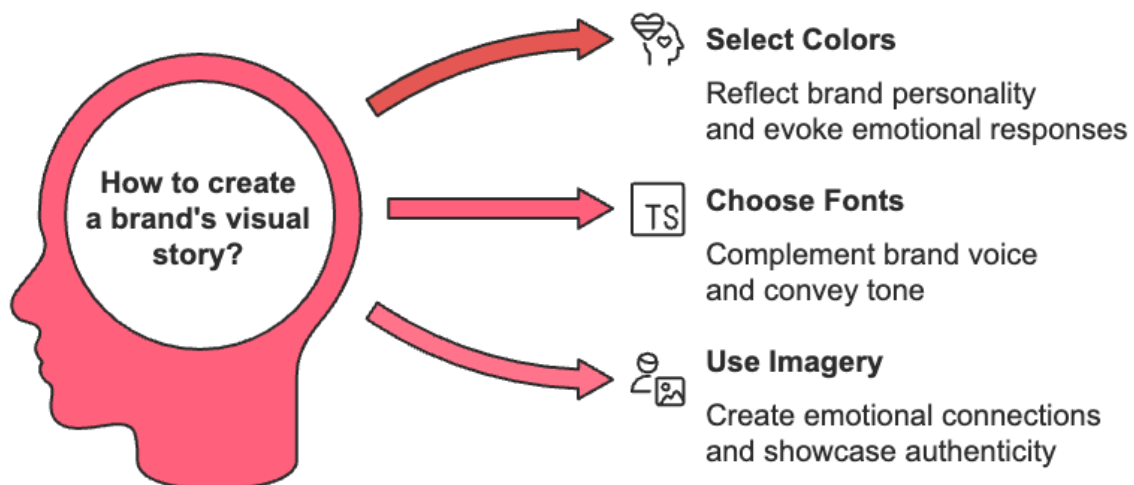 How to create
a brand's visual
story?
Select Colors
Reflect brand personality
and evoke emotional responses
TS
Choose Fonts
Complement brand voice
and convey tone
Use Imagery
Create emotional connections
and showcase authenticity